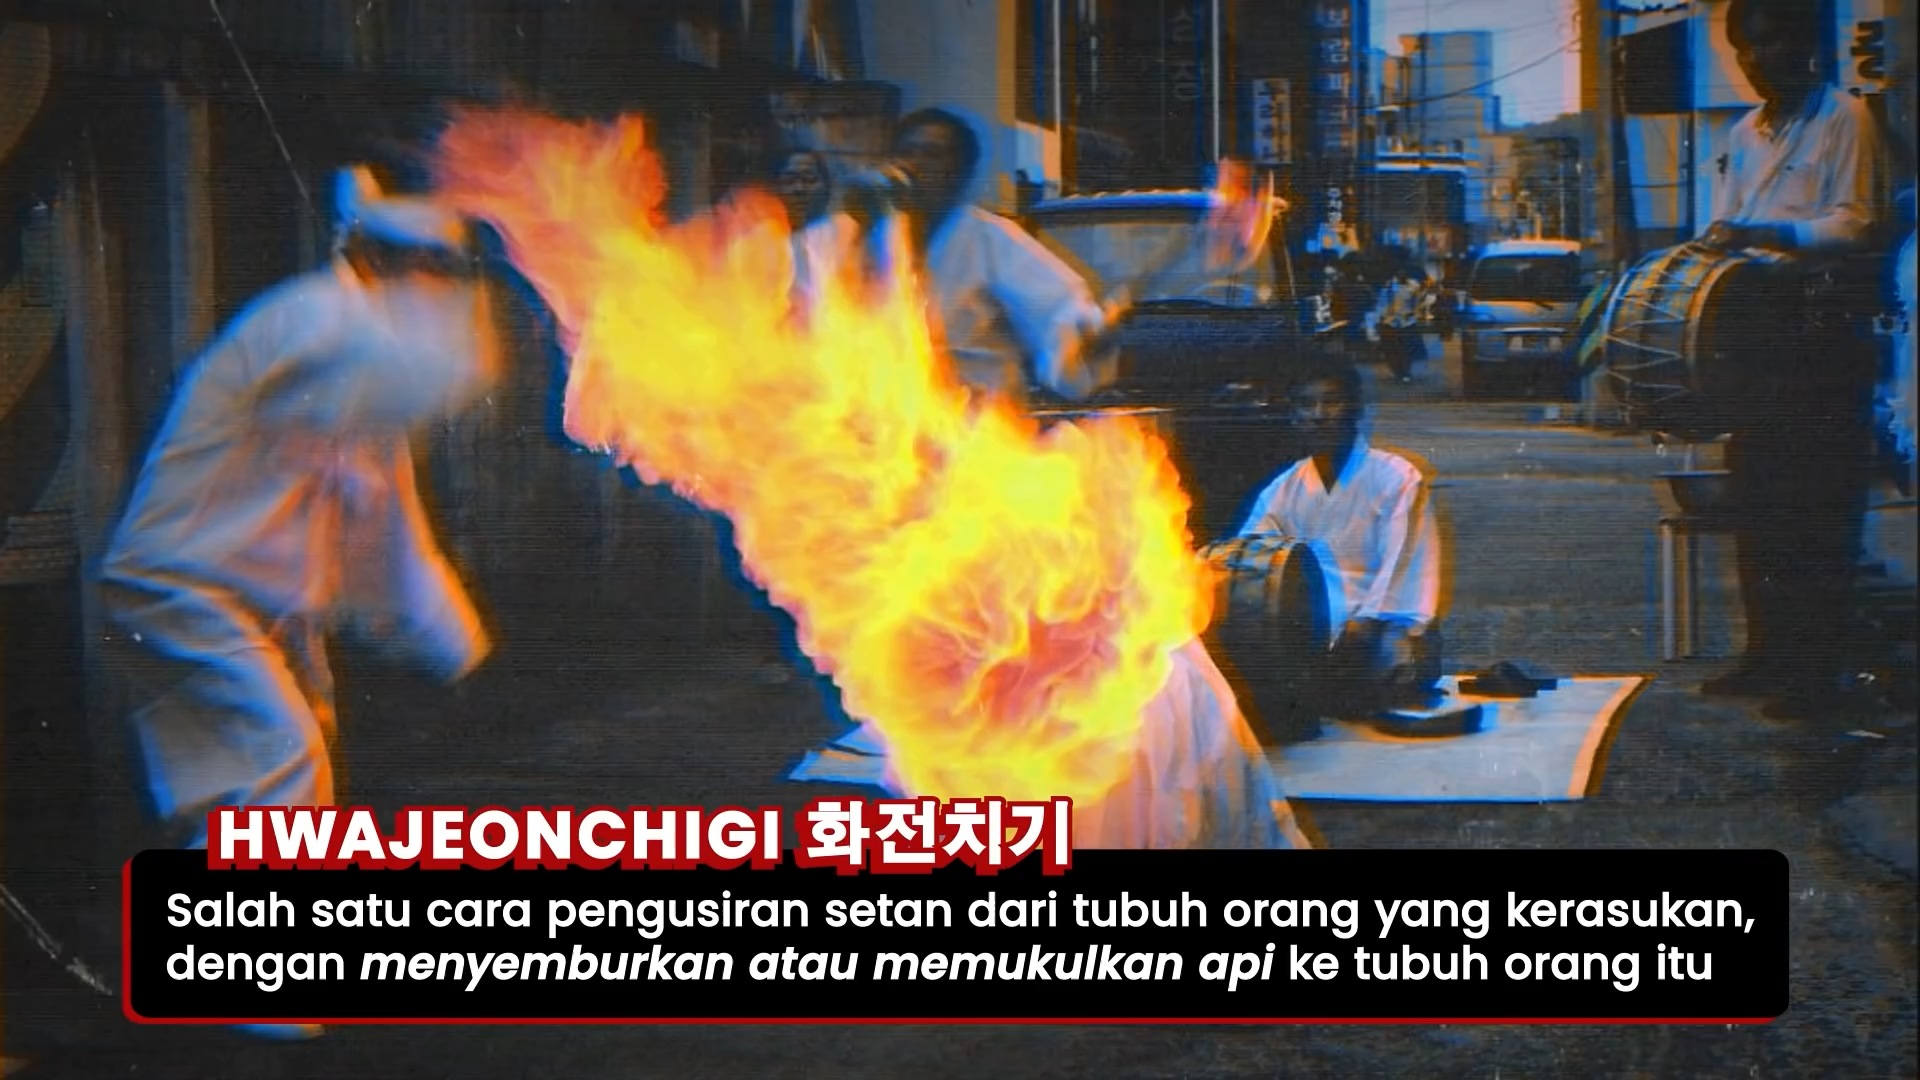 HWAJEONCHIGI 화전치기
Salah satu cara pengusiran setan dari tubuh orang yang kerasukan,
dengan menyemburkan atau memukulkan api ke tubuh orang itu